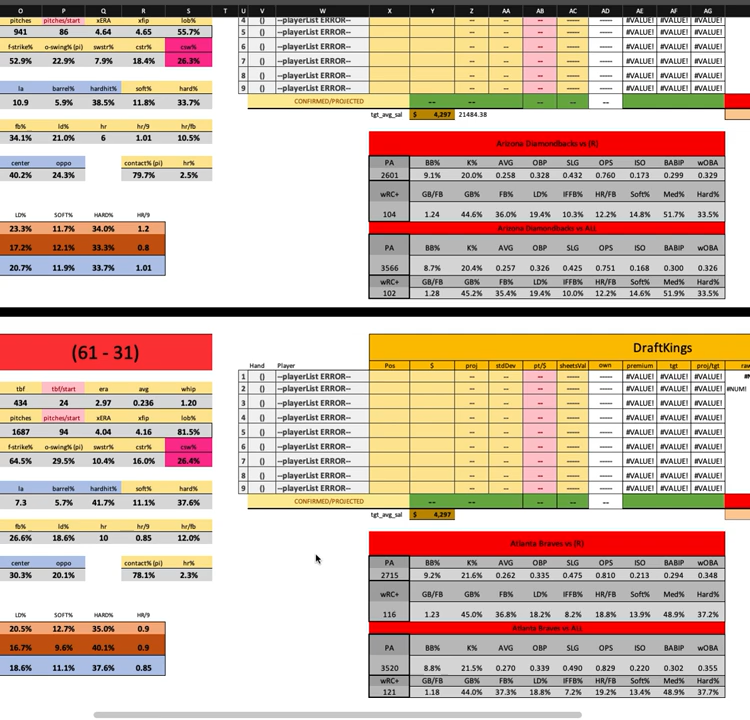 O P Q R S T U V W X Y Z AA AB AC AD AE AF AG
pitches pitches/start xERA xfip lob% 4 () --playerList ERROR-- -- -- -- ----- ----- #VALUE! #VALUE! #VALUE!
941 86 4.64 4.65 55.7% 5 () --playerList ERROR-- -- -- -- ----- ----- #VALUE! #VALUE! #VALUE!
f-strike% o-swing% (pi) swstr% cstr% csw% 6 () --playerList ERROR-- -- -- -- ----- ----- #VALUE! #VALUE! #VALUE!
52.9% 22.9% 7.9% 18.4% 26.3% 7 () --playerList ERROR-- -- -- -- ----- ----- #VALUE! #VALUE! #VALUE!
8 () --playerList ERROR-- -- -- -- ----- ----- #VALUE! #VALUE! #VALUE!
la barrel% hardhit% soft% hard% 9 () --playerList ERROR-- -- -- -- ----- ----- #VALUE! #VALUE! #VALUE!
10.9 5.9% 38.5% 11.8% 33.7% CONFIRMED/PROJECTED -- -- -- -- --
tgt_avg_sal $ 4,297 21484.38
fb% ld% hr hr/9 hr/fb
34.1% 21.0% 6 1.01 10.5% Arizona Diamondbacks vs (R)
center oppo contact% (pi) hr% PA BB% K% AVG OBP SLG OPS ISO BABIP wOBA
40.2% 24.3% 79.7% 2.5% 2601 9.1% 20.0% 0.258 0.328 0.432 0.760 0.173 0.299 0.329
wRC+ GB/FB GB% FB% LD% IFFB% HR/FB Soft% Med% Hard%
LD% SOFT% HARD% HR/9 104 1.24 44.6% 36.0% 19.4% 10.3% 12.2% 14.8% 51.7% 33.5%
23.3% 11.7% 34.0% 1.2 Arizona Diamondbacks vs ALL
17.2% 12.1% 33.3% 0.8 PA BB% K% AVG OBP SLG OPS ISO BABIP wOBA
20.7% 11.9% 33.7% 1.01 3566 8.7% 20.4% 0.257 0.326 0.425 0.751 0.168 0.300 0.326
wRC+ GB/FB GB% FB% LD% IFFB% HR/FB Soft% Med% Hard%
102 1.28 45.2% 35.4% 19.4% 10.0% 12.2% 14.6% 51.9% 33.5%
(61 - 31) DraftKings
Hand Player Pos $ proj stdDev pt/$ sheetsVal own premium tgt proj/tgt
1 () --playerList ERROR-- -- -- -- ----- ----- #VALUE! #VALUE! #VALUE!
tbf tbf/start era avg whip 2 () --playerList ERROR-- -- -- -- ----- ----- #VALUE! #VALUE! #VALUE! #NUM!
434 24 2.97 0.236 1.20 3 () --playerList ERROR-- -- -- -- ----- ----- #VALUE! #VALUE! #VALUE!
pitches pitches/start xERA xfip lob% 4 () --playerList ERROR-- -- -- -- ----- ----- #VALUE! #VALUE! #VALUE!
1687 94 4.04 4.16 81.5% 5 () --playerList ERROR-- -- -- -- ----- ----- #VALUE! #VALUE! #VALUE!
f-strike% o-swing% (pi) swstr% cstr% csw% 6 () --playerList ERROR-- -- -- -- ----- ----- #VALUE! #VALUE! #VALUE!
64.5% 29.5% 10.4% 16.0% 26.4% 7 () --playerList ERROR-- -- -- -- ----- ----- #VALUE! #VALUE! #VALUE!
8 () --playerList ERROR-- -- -- -- ----- ----- #VALUE! #VALUE! #VALUE!
la barrel% hardhit% soft% hard% 9 () --playerList ERROR-- -- -- -- ----- ----- #VALUE! #VALUE! #VALUE!
7.3 5.7% 41.7% 11.1% 37.6% CONFIRMED/PROJECTED -- -- -- -- --
tgt_avg_sal $ 4,297
fb% ld% hr hr/9 hr/fb
26.6% 18.6% 10 0.85 12.0% Atlanta Braves vs (R)
center oppo contact% (pi) hr% PA BB% K% AVG OBP SLG OPS ISO BABIP wOBA
30.3% 20.1% 78.1% 2.3% 2715 9.2% 21.6% 0.262 0.335 0.475 0.810 0.213 0.294 0.348
wRC+ GB/FB GB% FB% LD% IFFB% HR/FB Soft% Med% Hard%
LD% SOFT% HARD% HR/9 116 1.23 45.0% 36.8% 18.2% 8.2% 18.8% 13.9% 48.9% 37.2%
20.5% 12.7% 35.0% 0.9 Atlanta Braves vs ALL
16.7% 9.6% 40.1% 0.9 PA BB% K% AVG OBP SLG OPS ISO BABIP wOBA
18.6% 11.1% 37.6% 0.85 3520 8.8% 21.5% 0.270 0.339 0.490 0.829 0.220 0.302 0.355
wRC+ GB/FB GB% FB% LD% IFFB% HR/FB Soft% Med% Hard%
121 1.18 44.0% 37.3% 18.8% 7.2% 19.2% 13.4% 48.9% 37.7%